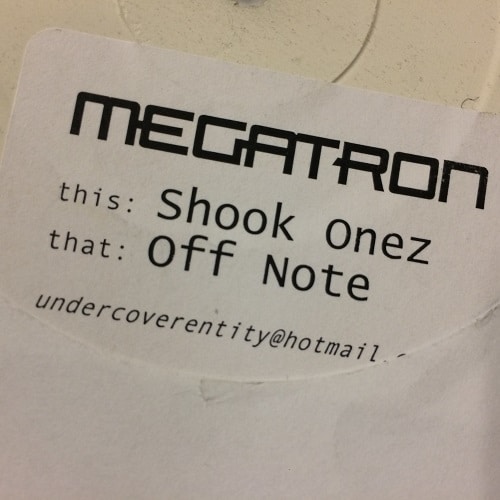 MEGATRON
this: Shook Onez
that: Off Note
undercoverentity@hotmail.